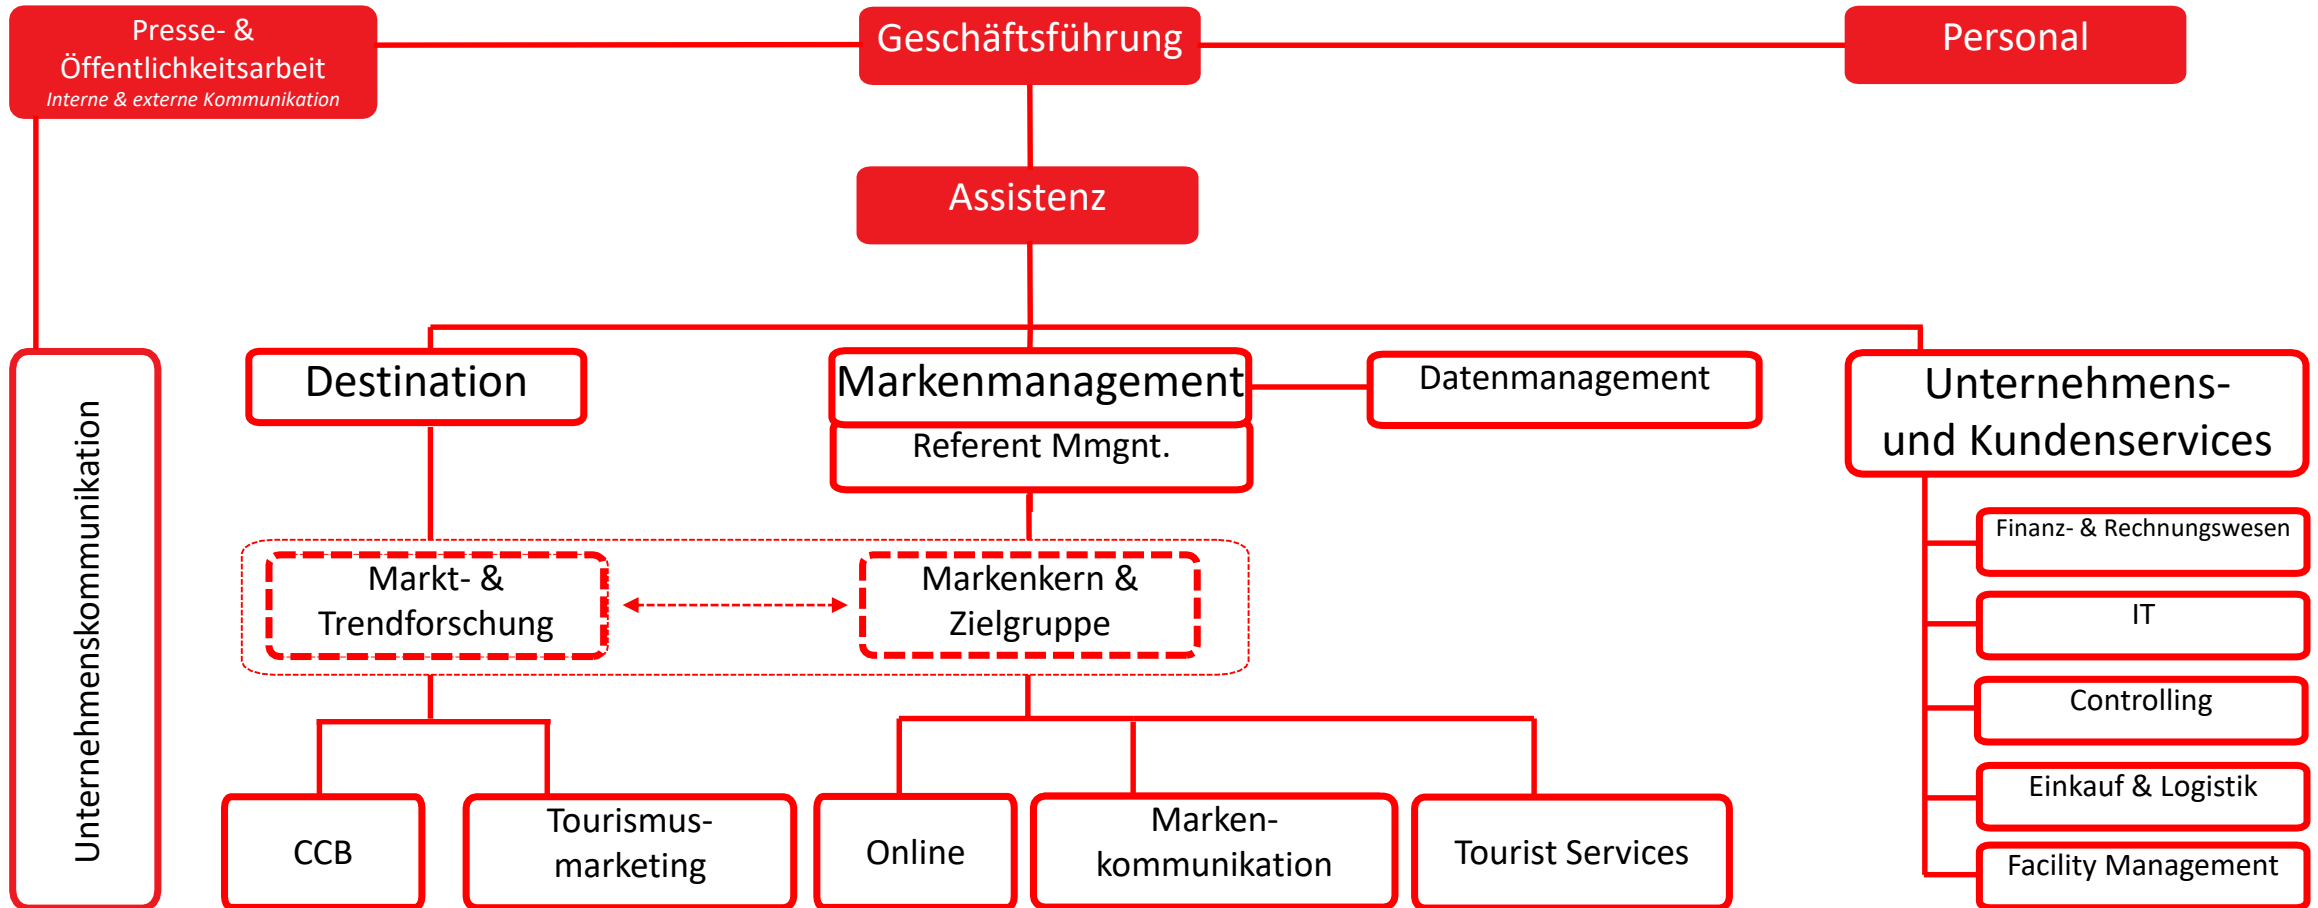 Presse- &
Öffentlichkeitsarbeit
Interne & externe Kommunikation
Geschäftsführung
Personal
Assistenz
Unternehmenskommunikation
Destination
Markenmanagement
Referent Mmgnt.
Datenmanagement
Unternehmens-
und Kundenservices
Markt- &
Trendforschung
Markenkern &
Zielgruppe
Finanz- & Rechnungswesen
IT
Controlling
Einkauf & Logistik
Facility Management
CCB
Tourismus-
marketing
Online
Marken-
kommunikation
Tourist Services